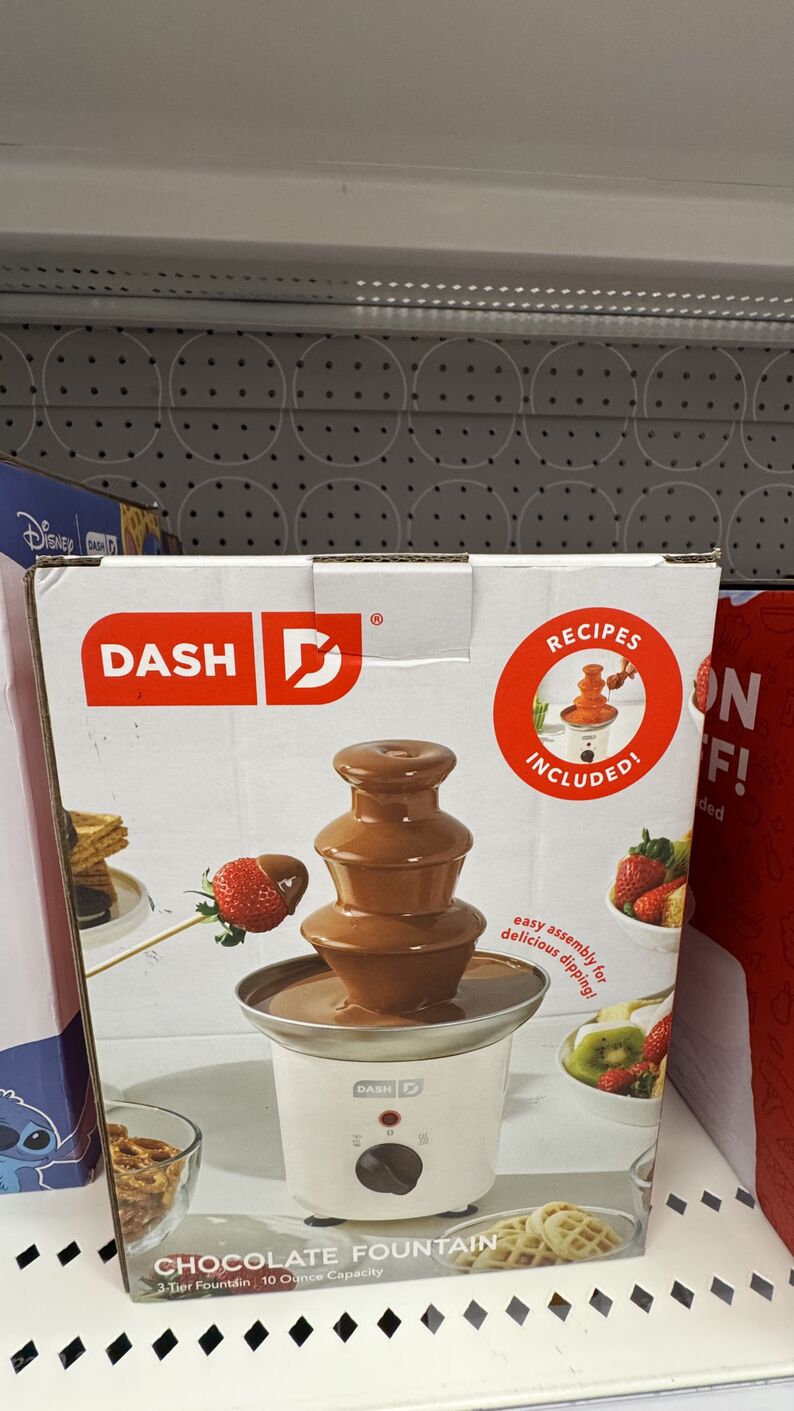 Disney
DASH D
DASH D®
RECIPES
INCLUDED!
ON
FF!
ded
easy assembly for
delicious dipping!
DASH D
CHOCOLATE FOUNTAIN
3-Tier Fountain | 10 Ounce Capacity